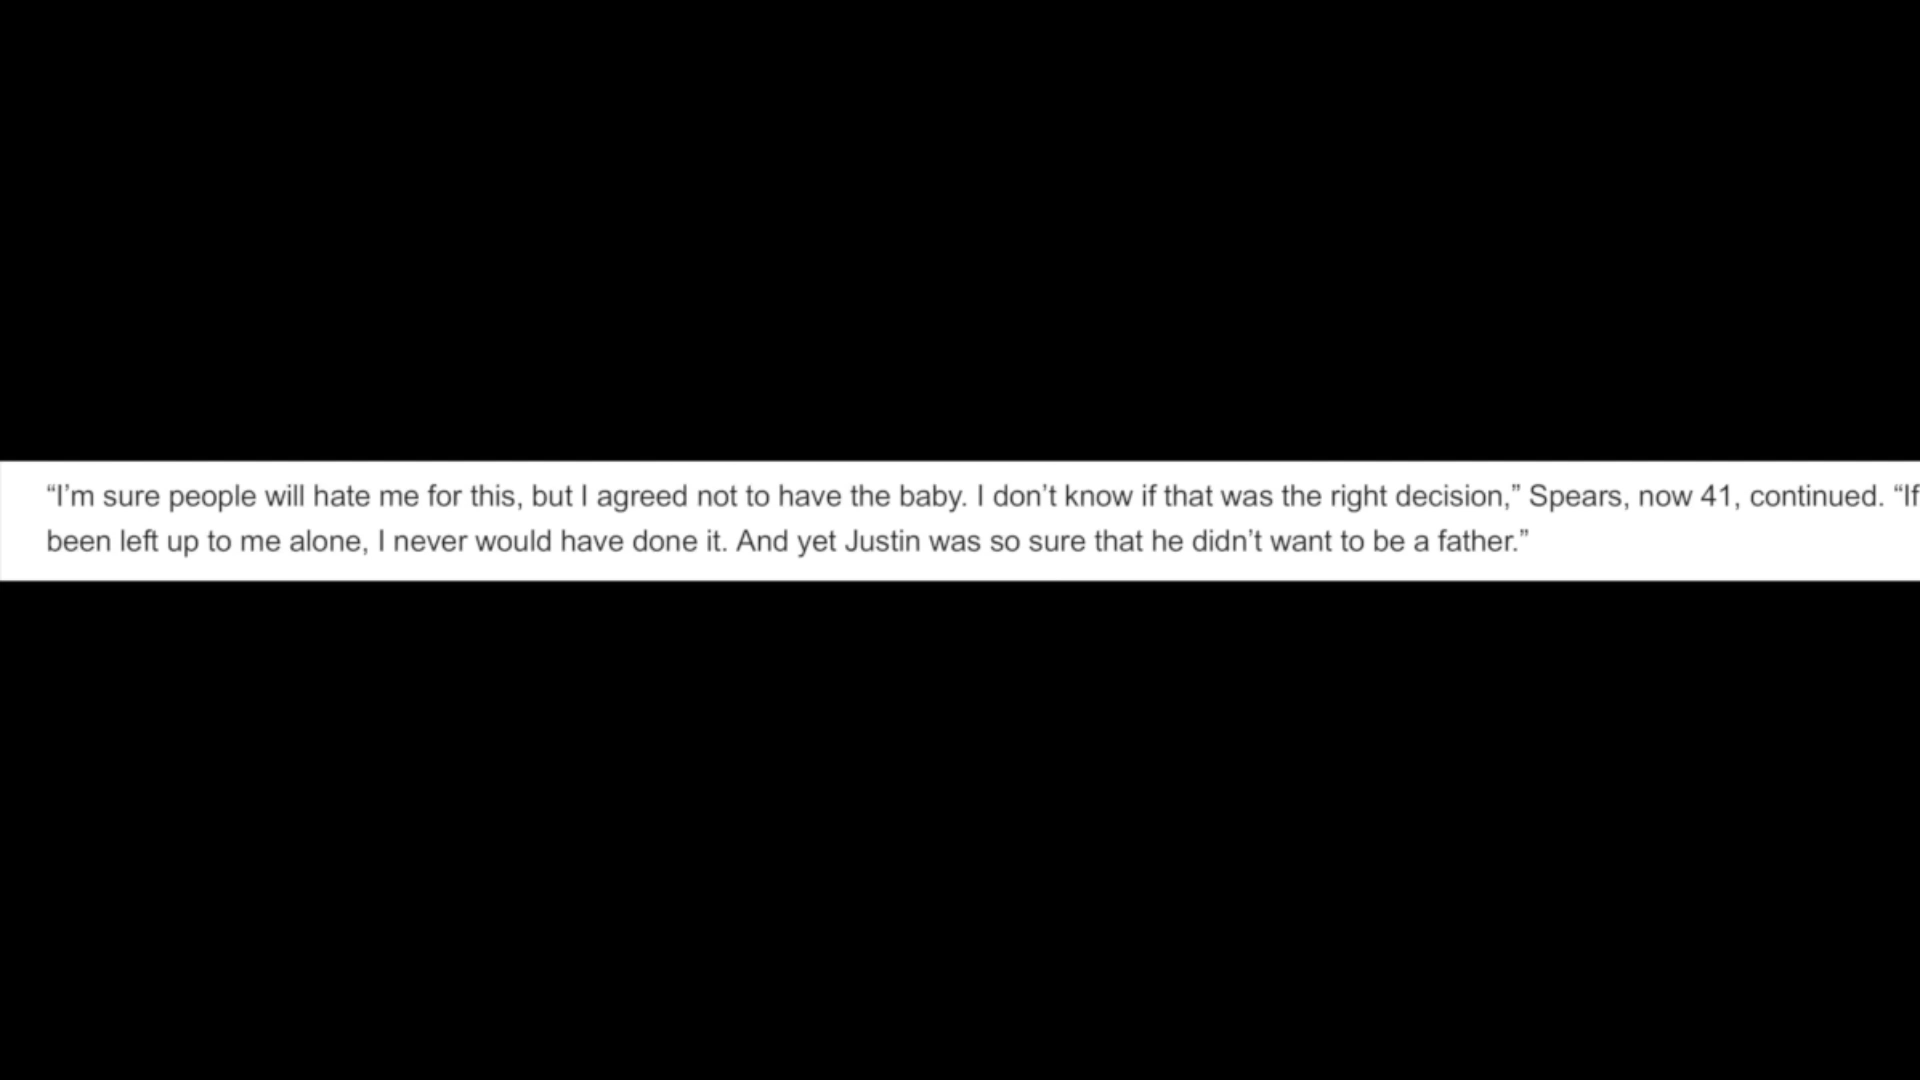 “I’m sure people will hate me for this, but I agreed not to have the baby. I don’t know if that was the right decision,” Spears, now 41, continued. “If
been left up to me alone, I never would have done it. And yet Justin was so sure that he didn’t want to be a father.”